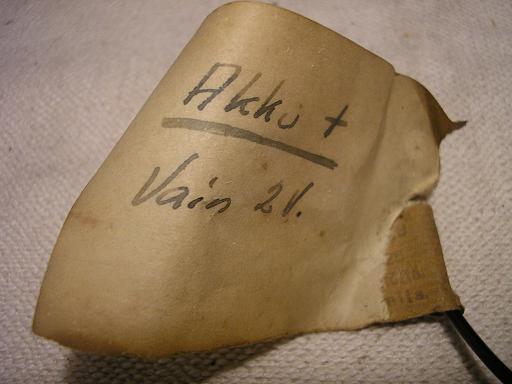 Akku +
Vain 2V.